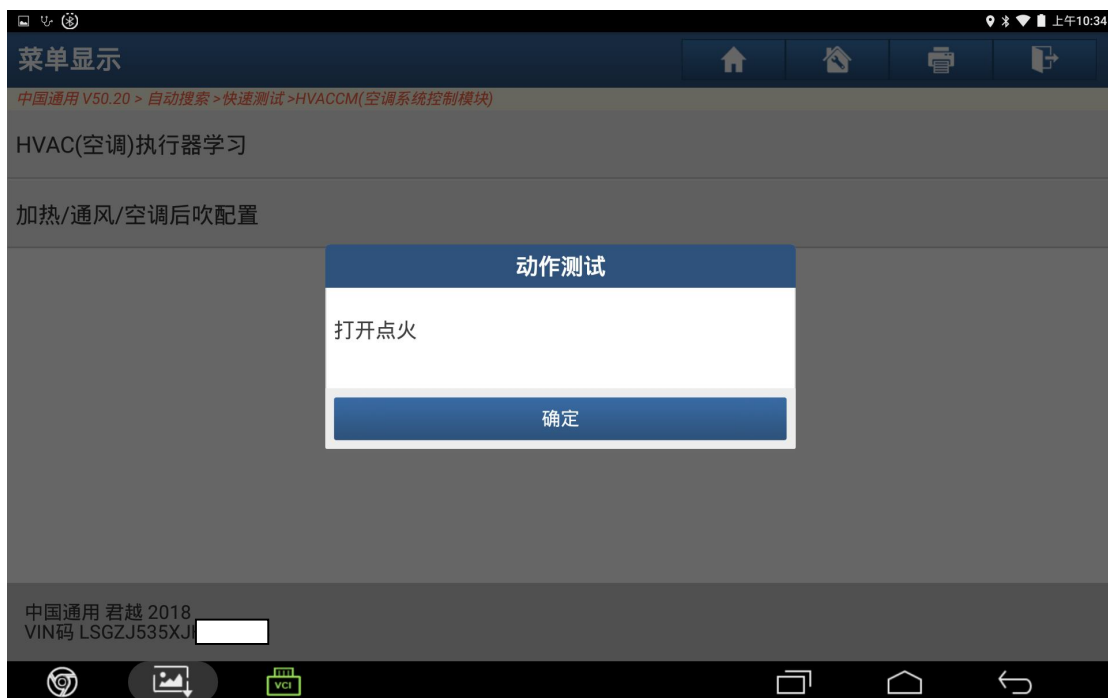 上午10:34
菜单显示
中国通用 V50.20 > 自动搜索 >快速测试 >HVACCM(空调系统控制模块)
HVAC(空调)执行器学习
加热/通风/空调后吹配置
动作测试
打开点火
确定
中国通用 君越 2018
VIN码 LSGZJ535XJ
VCI